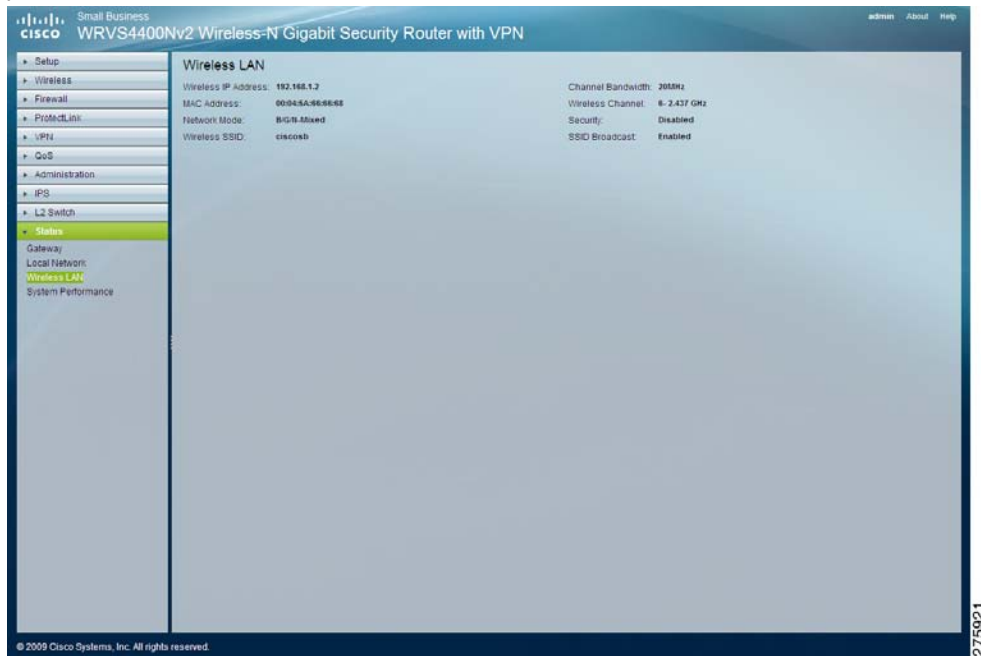 Small Business
cisco WRVS4400Nv2 Wireless-N Gigabit Security Router with VPN
admin About Help
Setup
Wireless
Firewall
ProtectLink
VPN
QoS
Administration
IPS
L2 Switch
Status
Gateway
Local Network
Wireless LAN
System Performance
Wireless LAN
Wireless IP Address: 192.168.1.2
MAC Address: 00:04:5A:66:66:68
Network Mode: B/G/N-Mixed
Wireless SSID: ciscosb
Channel Bandwidth: 20MHz
Wireless Channel: 6- 2.437 GHz
Security: Disabled
SSID Broadcast: Enabled
© 2009 Cisco Systems, Inc. All rights reserved.
275921